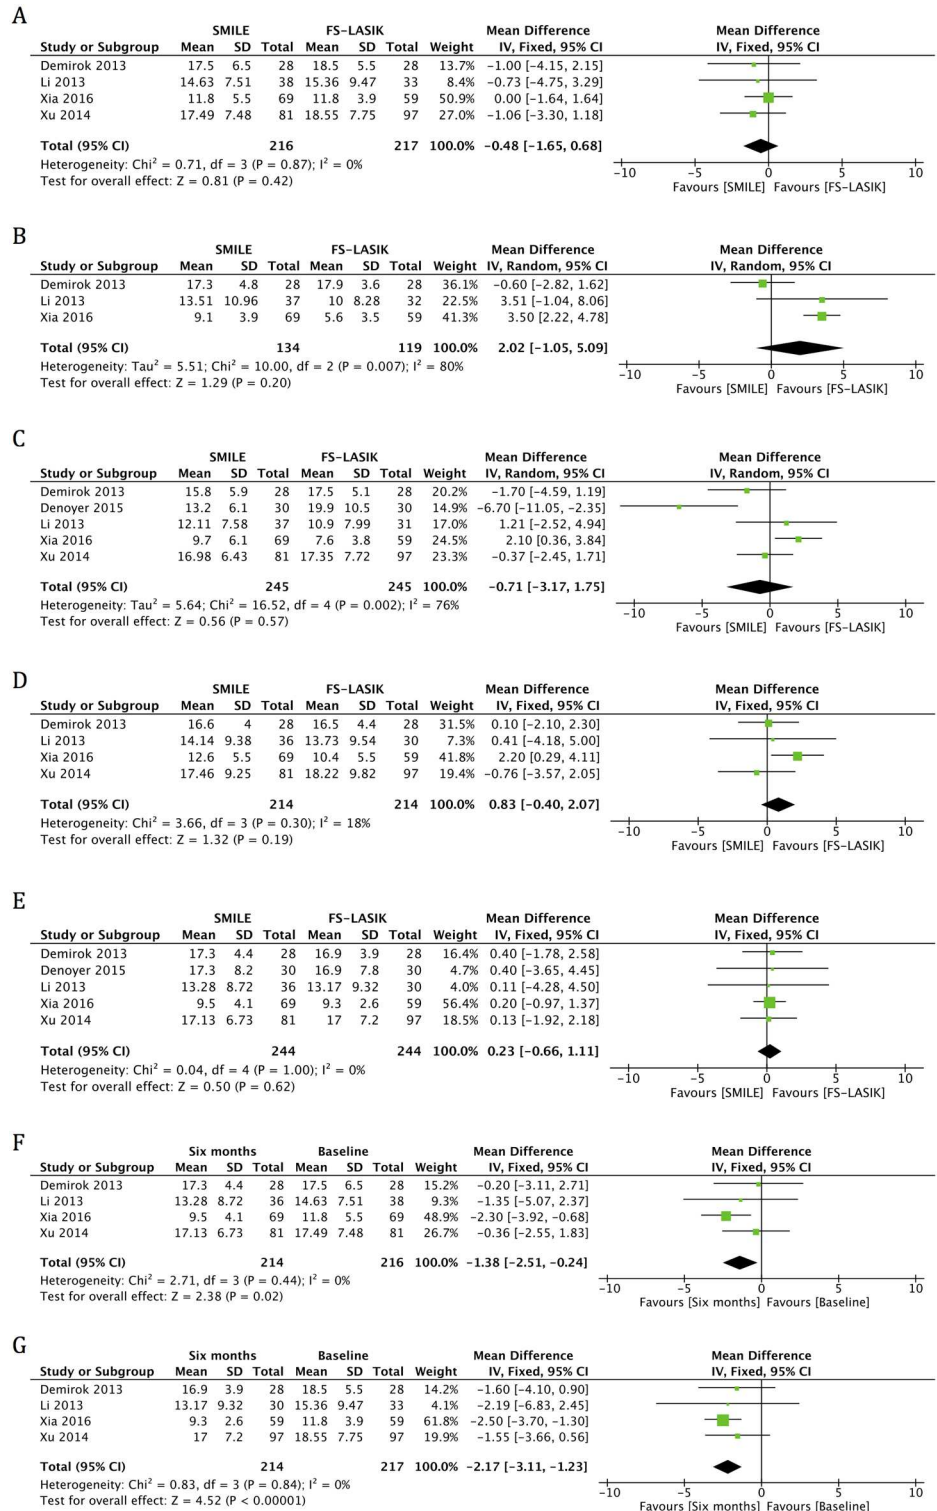 A
SMILE FS-LASIK Mean Difference Mean Difference
Study or Subgroup Mean SD Total Mean SD Total Weight IV, Fixed, 95% CI IV, Fixed, 95% CI
Demirok 2013 17.5 6.5 28 18.5 5.5 28 13.7% -1.00 [-4.15, 2.15]
Li 2013 14.63 7.51 38 15.36 9.47 33 8.4% -0.73 [-4.75, 3.29]
Xia 2016 11.8 5.5 69 11.8 3.9 59 50.9% 0.00 [-1.64, 1.64]
Xu 2014 17.49 7.48 81 18.55 7.75 97 27.0% -1.06 [-3.30, 1.18]
Total (95% CI) 216 217 100.0% -0.48 [-1.65, 0.68]
Heterogeneity: Chi² = 0.71, df = 3 (P = 0.87); I² = 0%
Test for overall effect: Z = 0.81 (P = 0.42)
-10 -5 0 5 10
Favours [SMILE] Favours [FS-LASIK]
B
SMILE FS-LASIK Mean Difference Mean Difference
Study or Subgroup Mean SD Total Mean SD Total Weight IV, Random, 95% CI IV, Random, 95% CI
Demirok 2013 17.3 4.8 28 17.9 3.6 28 36.1% -0.60 [-2.82, 1.62]
Li 2013 13.51 10.96 37 10 8.28 32 22.5% 3.51 [-1.04, 8.06]
Xia 2016 9.1 3.9 69 5.6 3.5 59 41.3% 3.50 [2.22, 4.78]
Total (95% CI) 134 119 100.0% 2.02 [-1.05, 5.09]
Heterogeneity: Tau² = 5.51; Chi² = 10.00, df = 2 (P = 0.007); I² = 80%
Test for overall effect: Z = 1.29 (P = 0.20)
-10 -5 0 5 10
Favours [SMILE] Favours [FS-LASIK]
C
SMILE FS-LASIK Mean Difference Mean Difference
Study or Subgroup Mean SD Total Mean SD Total Weight IV, Random, 95% CI IV, Random, 95% CI
Demirok 2013 15.8 5.9 28 17.5 5.1 28 20.2% -1.70 [-4.59, 1.19]
Denoyer 2015 13.2 6.1 30 19.9 10.5 30 14.9% -6.70 [-11.05, -2.35]
Li 2013 12.11 7.58 37 10.9 7.99 31 17.0% 1.21 [-2.52, 4.94]
Xia 2016 9.7 6.1 69 7.6 3.8 59 24.5% 2.10 [0.36, 3.84]
Xu 2014 16.98 6.43 81 17.35 7.72 97 23.3% -0.37 [-2.45, 1.71]
Total (95% CI) 245 245 100.0% -0.71 [-3.17, 1.75]
Heterogeneity: Tau² = 5.64; Chi² = 16.52, df = 4 (P = 0.002); I² = 76%
Test for overall effect: Z = 0.56 (P = 0.57)
-10 -5 0 5 10
Favours [SMILE] Favours [FS-LASIK]
D
SMILE FS-LASIK Mean Difference Mean Difference
Study or Subgroup Mean SD Total Mean SD Total Weight IV, Fixed, 95% CI IV, Fixed, 95% CI
Demirok 2013 16.6 4 28 16.5 4.4 28 31.5% 0.10 [-2.10, 2.30]
Li 2013 14.14 9.38 36 13.73 9.54 30 7.3% 0.41 [-4.18, 5.00]
Xia 2016 12.6 5.5 69 10.4 5.5 59 41.8% 2.20 [0.29, 4.11]
Xu 2014 17.46 9.25 81 18.22 9.82 97 19.4% -0.76 [-3.57, 2.05]
Total (95% CI) 214 214 100.0% 0.83 [-0.40, 2.07]
Heterogeneity: Chi² = 3.66, df = 3 (P = 0.30); I² = 18%
Test for overall effect: Z = 1.32 (P = 0.19)
-10 -5 0 5 10
Favours [SMILE] Favours [FS-LASIK]
E
SMILE FS-LASIK Mean Difference Mean Difference
Study or Subgroup Mean SD Total Mean SD Total Weight IV, Fixed, 95% CI IV, Fixed, 95% CI
Demirok 2013 17.3 4.4 28 16.9 3.9 28 16.4% 0.40 [-1.78, 2.58]
Denoyer 2015 17.3 8.2 30 16.9 7.8 30 4.7% 0.40 [-3.65, 4.45]
Li 2013 13.28 8.72 36 13.17 9.32 30 4.0% 0.11 [-4.28, 4.50]
Xia 2016 9.5 4.1 69 9.3 2.6 59 56.4% 0.20 [-0.97, 1.37]
Xu 2014 17.13 6.73 81 17 7.2 97 18.5% 0.13 [-1.92, 2.18]
Total (95% CI) 244 244 100.0% 0.23 [-0.66, 1.11]
Heterogeneity: Chi² = 0.04, df = 4 (P = 1.00); I² = 0%
Test for overall effect: Z = 0.50 (P = 0.62)
-10 -5 0 5 10
Favours [SMILE] Favours [FS-LASIK]
F
Six months Baseline Mean Difference Mean Difference
Study or Subgroup Mean SD Total Mean SD Total Weight IV, Fixed, 95% CI IV, Fixed, 95% CI
Demirok 2013 17.3 4.4 28 17.5 6.5 28 15.2% -0.20 [-3.11, 2.71]
Li 2013 13.28 8.72 36 14.63 7.51 38 9.3% -1.35 [-5.07, 2.37]
Xia 2016 9.5 4.1 69 11.8 5.5 69 48.9% -2.30 [-3.92, -0.68]
Xu 2014 17.13 6.73 81 17.49 7.48 81 26.7% -0.36 [-2.55, 1.83]
Total (95% CI) 214 216 100.0% -1.38 [-2.51, -0.24]
Heterogeneity: Chi² = 2.71, df = 3 (P = 0.44); I² = 0%
Test for overall effect: Z = 2.38 (P = 0.02)
-10 -5 0 5 10
Favours [Six months] Favours [Baseline]
G
Six months Baseline Mean Difference Mean Difference
Study or Subgroup Mean SD Total Mean SD Total Weight IV, Fixed, 95% CI IV, Fixed, 95% CI
Demirok 2013 16.9 3.9 28 18.5 5.5 28 14.2% -1.60 [-4.10, 0.90]
Li 2013 13.17 9.32 30 15.36 9.47 33 4.1% -2.19 [-6.83, 2.45]
Xia 2016 9.3 2.6 59 11.8 3.9 59 61.8% -2.50 [-3.70, -1.30]
Xu 2014 17 7.2 97 18.55 7.75 97 19.9% -1.55 [-3.66, 0.56]
Total (95% CI) 214 217 100.0% -2.17 [-3.11, -1.23]
Heterogeneity: Chi² = 0.83, df = 3 (P = 0.84); I² = 0%
Test for overall effect: Z = 4.52 (P < 0.00001)
-10 -5 0 5 10
Favours [Six months] Favours [Baseline]